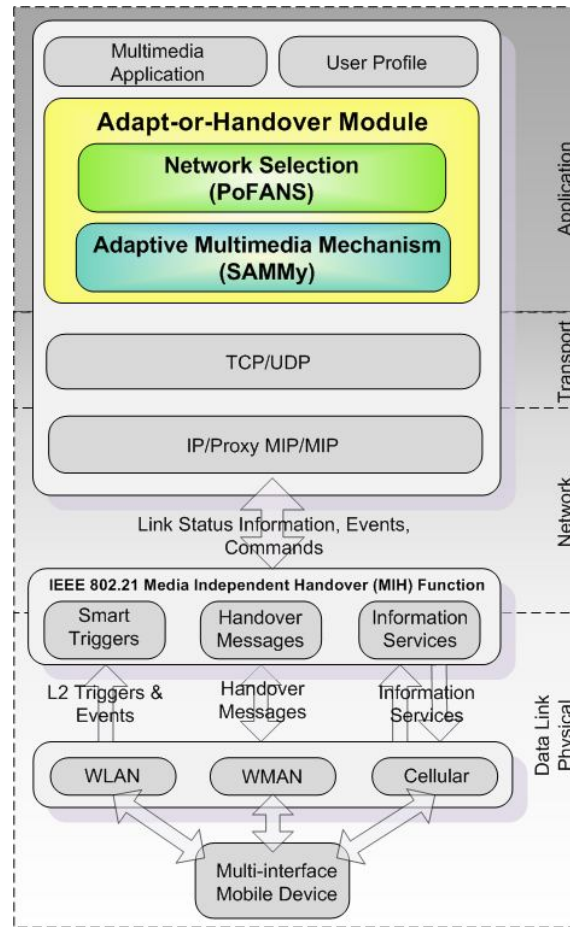 Multimedia
Application
User Profile
Adapt-or-Handover Module
Network Selection
(PoFANS)
Adaptive Multimedia Mechanism
(SAMMy)
Application
TCP/UDP
Transport
IP/Proxy MIP/MIP
Link Status Information, Events,
Commands
Network
IEEE 802.21 Media Independent Handover (MIH) Function
Smart
Triggers
Handover
Messages
Information
Services
L2 Triggers &
Events
Handover
Messages
Information
Services
Data Link
Physical
WLAN
WMAN
Cellular
Multi-interface
Mobile Device